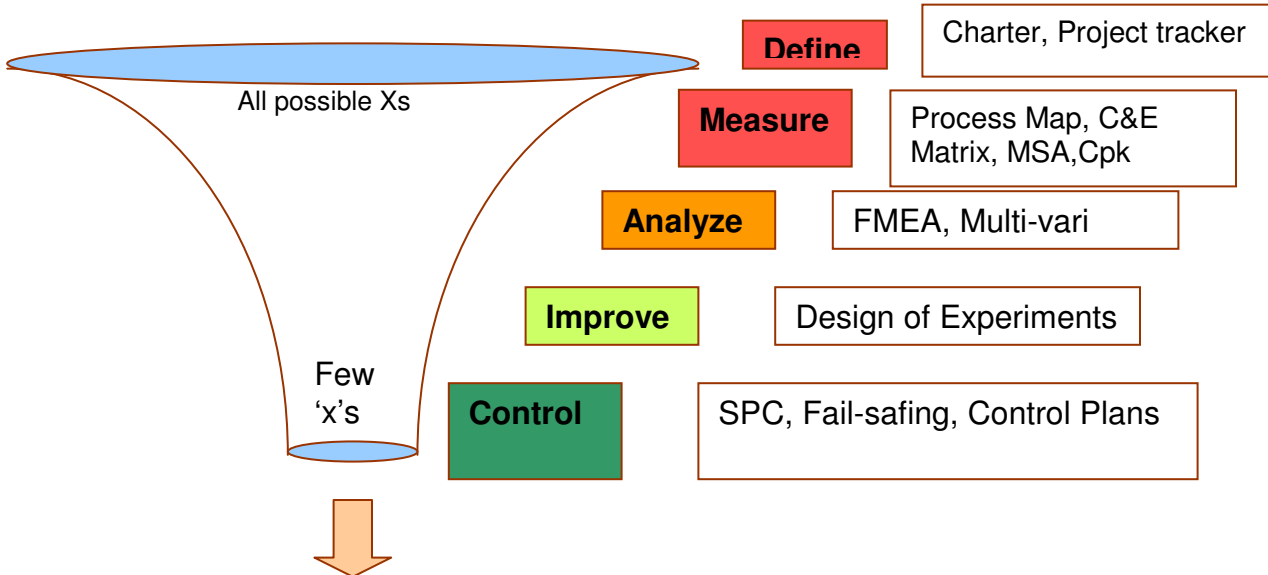 Define
Charter, Project tracker
All possible Xs
Measure
Process Map, C&E
Matrix, MSA,Cpk
Analyze
FMEA, Multi-vari
Improve
Design of Experiments
Few
‘x’s
Control
SPC, Fail-safing, Control Plans